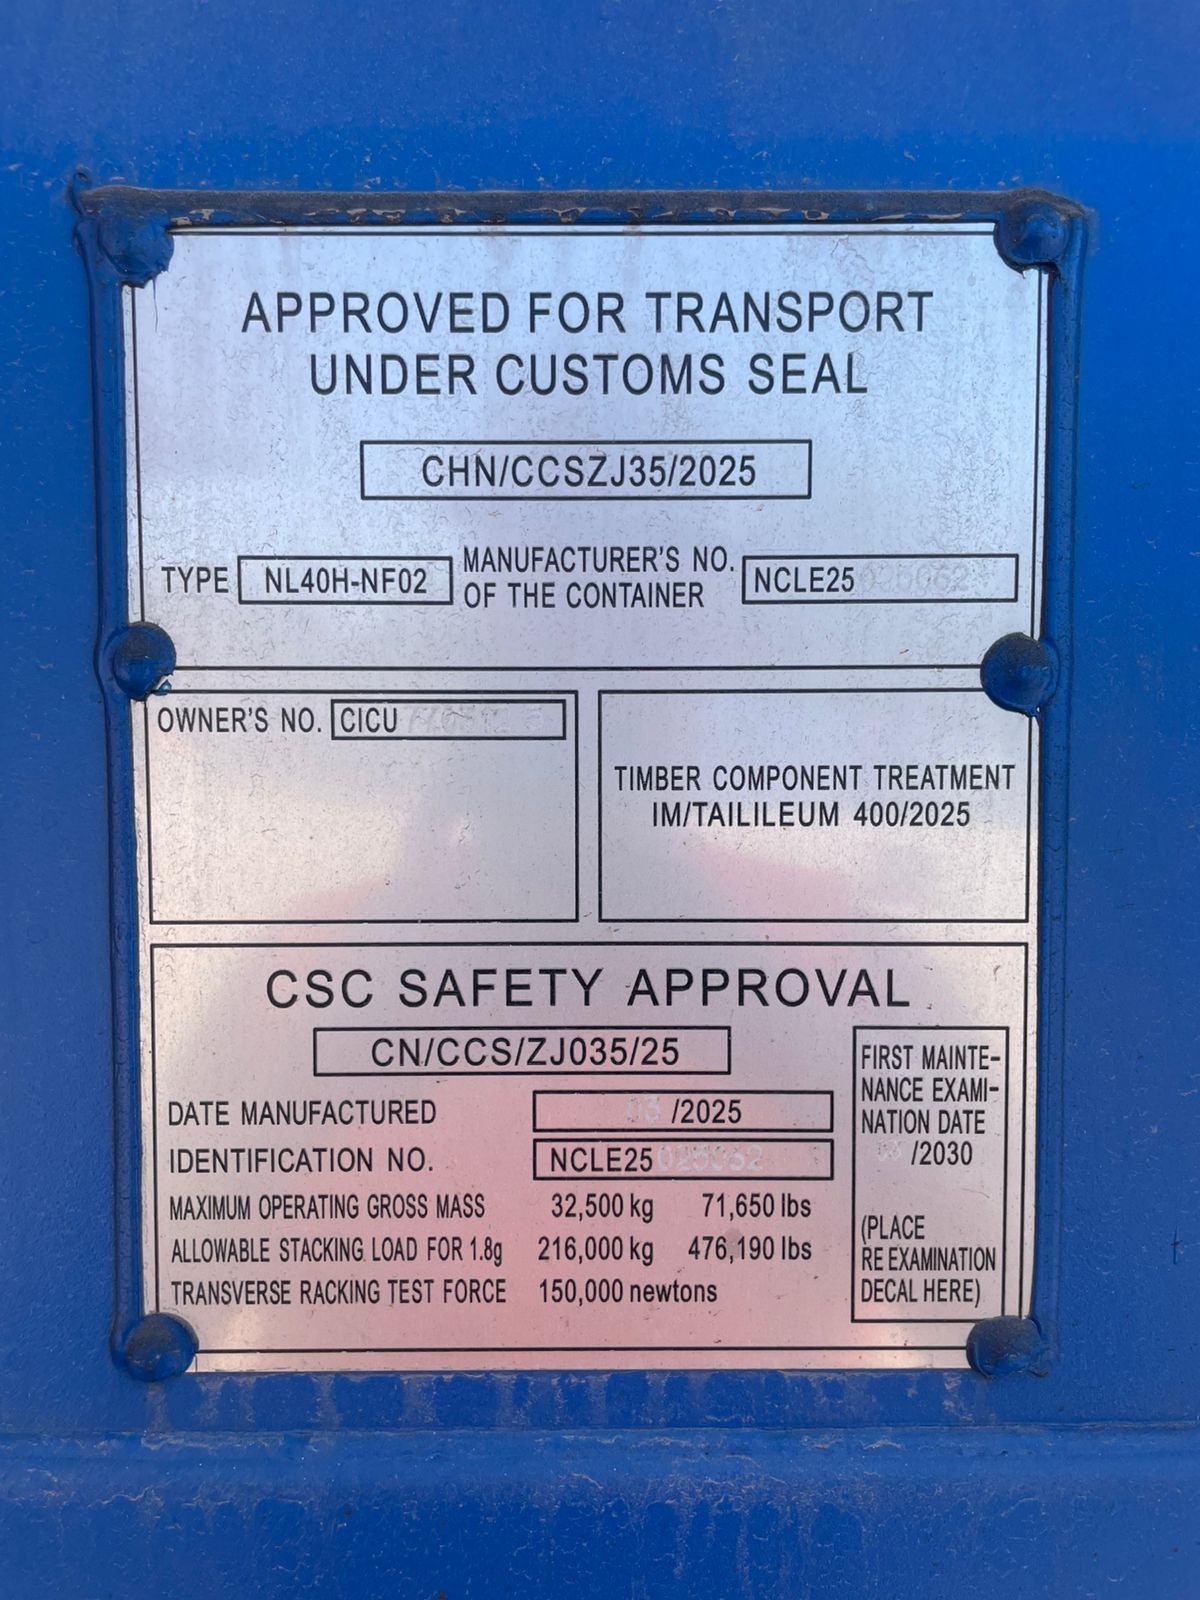 APPROVED FOR TRANSPORT
UNDER CUSTOMS SEAL
CHN/CCSZJ35/2025
TYPE NL40H-NF02 MANUFACTURER'S NO. OF THE CONTAINER NCLE25
OWNER'S NO. CICU
TIMBER COMPONENT TREATMENT
IM/TAILILEUM 400/2025
CSC SAFETY APPROVAL
CN/CCS/ZJ035/25
DATE MANUFACTURED 03 /2025
IDENTIFICATION NO. NCLE25
MAXIMUM OPERATING GROSS MASS 32,500 kg 71,650 lbs
ALLOWABLE STACKING LOAD FOR 1.8g 216,000 kg 476,190 lbs
TRANSVERSE RACKING TEST FORCE 150,000 newtons
FIRST MAINTE-
NANCE EXAMI-
NATION DATE
/2030
(PLACE
RE EXAMINATION
DECAL HERE)